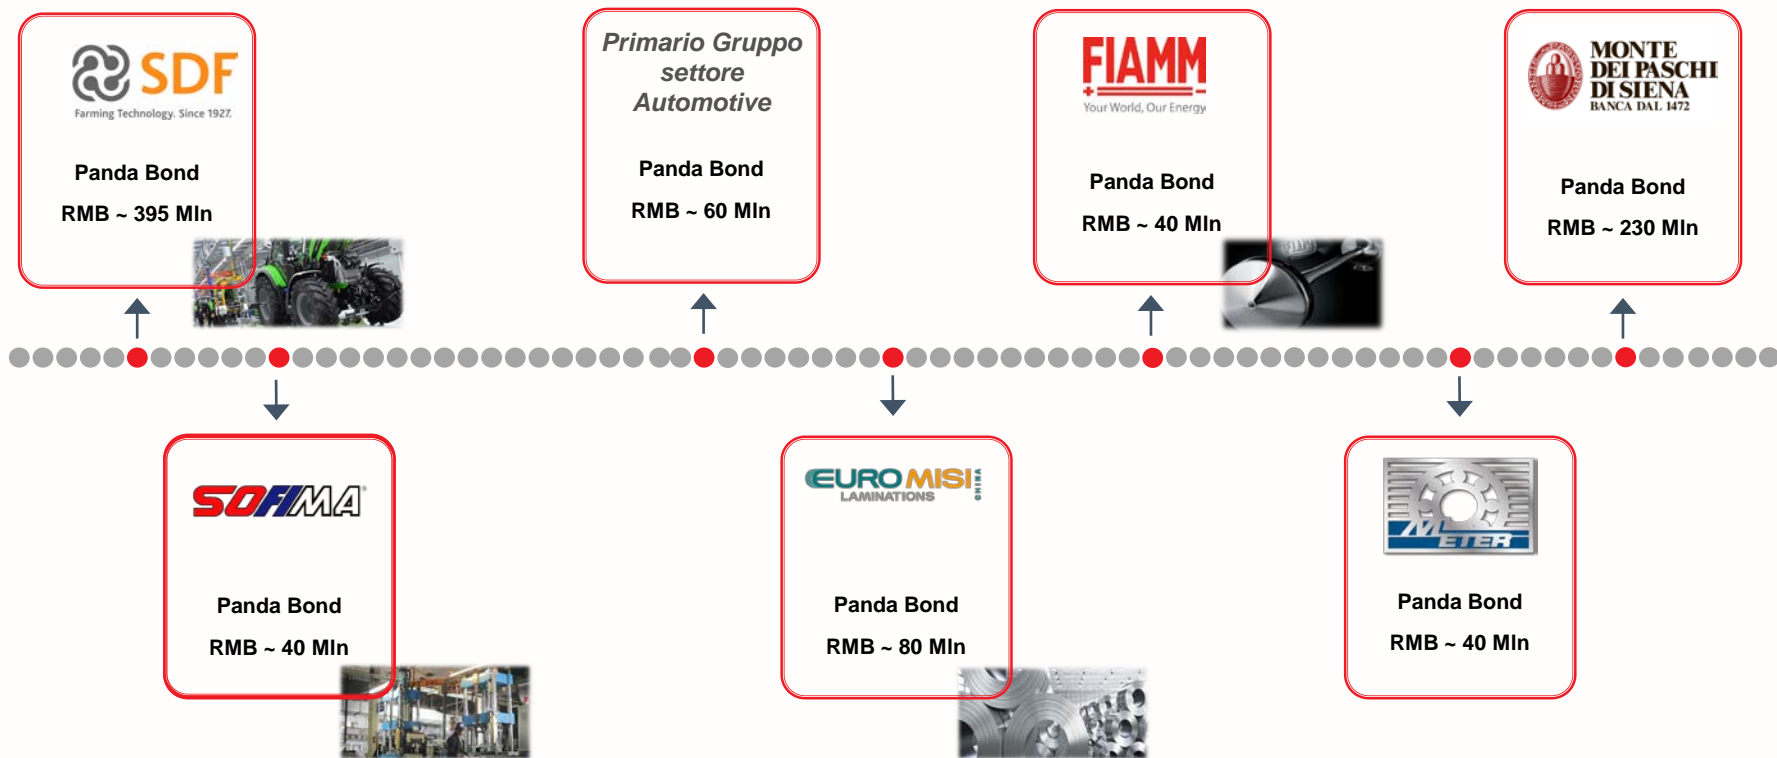 SDF
Farming Technology. Since 1927.
Panda Bond
RMB ~ 395 Mln
Primario Gruppo
settore
Automotive
Panda Bond
RMB ~ 60 Mln
FIAMM
Your World, Our Energy
Panda Bond
RMB ~ 40 Mln
MONTE
DEI PASCHI
DI SIENA
BANCA DAL 1472
Panda Bond
RMB ~ 230 Mln
SOFIMA
Panda Bond
RMB ~ 40 Mln
EURO MISI
CHINA
LAMINATIONS
Panda Bond
RMB ~ 80 Mln
METER
Panda Bond
RMB ~ 40 Mln